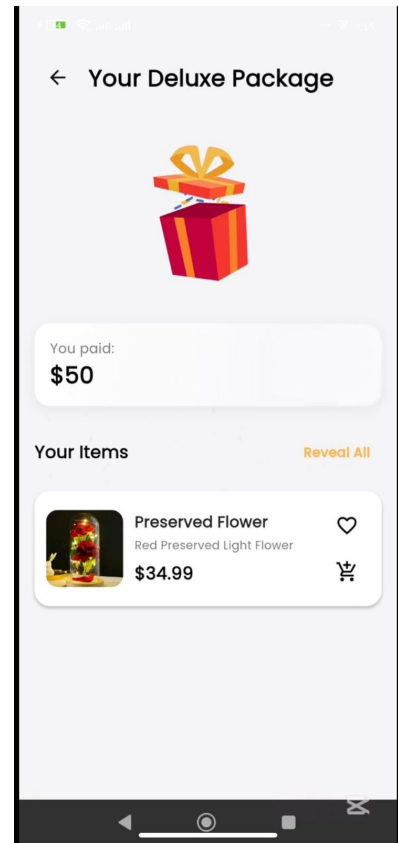 Your Deluxe Package
You paid:
$50
Your Items
Reveal All
Preserved Flower
Red Preserved Light Flower
$34.99